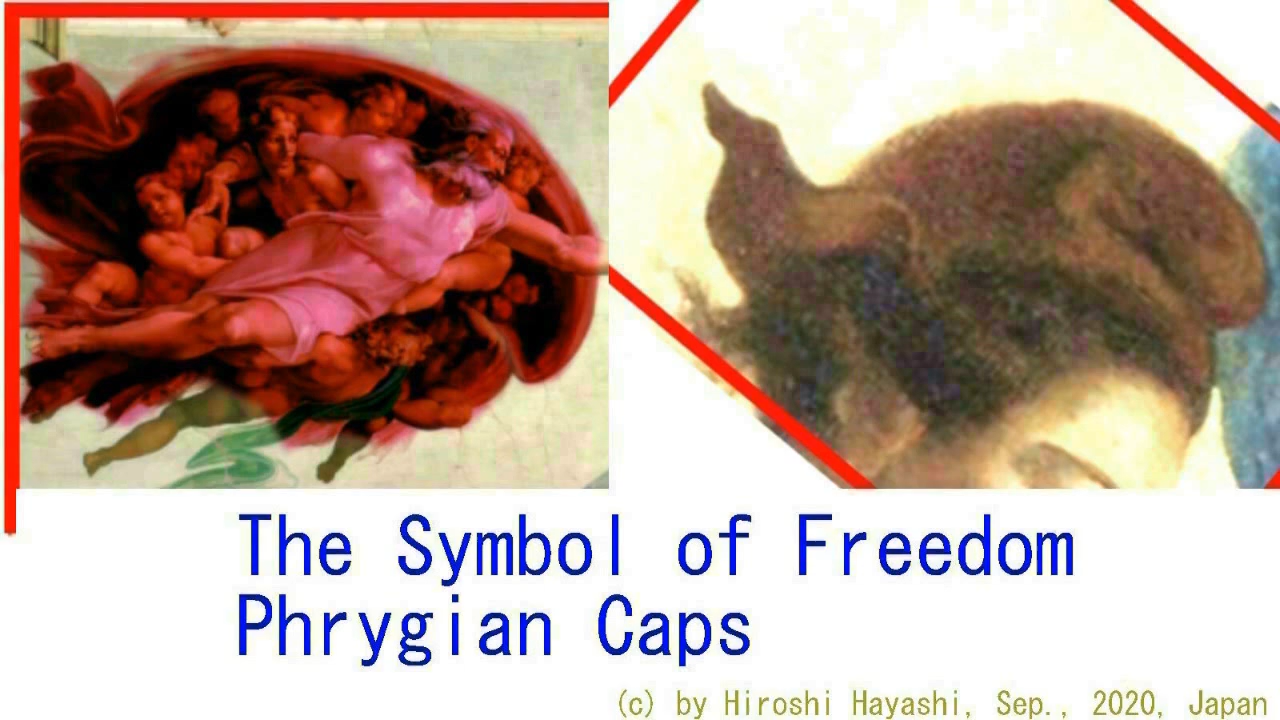 The Symbol of Freedom
Phrygian Caps
(c) by Hiroshi Hayashi, Sep., 2020, Japan